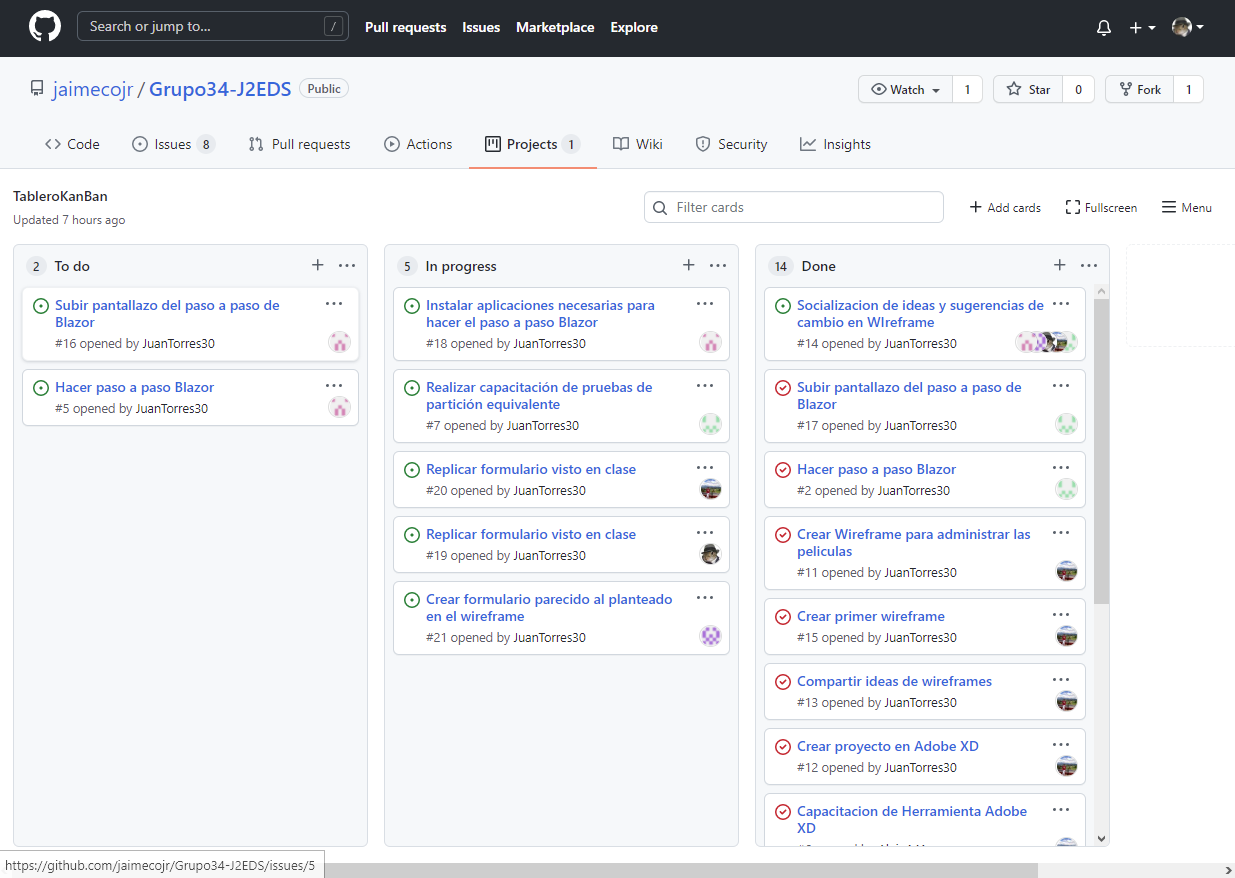 Search or jump to... /
Pull requests
Issues
Marketplace
Explore
jaimecojr / Grupo34-J2EDS
Public
Watch 1
Star 0
Fork 1
Code
Issues 8
Pull requests
Actions
Projects 1
Wiki
Security
Insights
TableroKanBan
Updated 7 hours ago
Filter cards
Add cards
Fullscreen
Menu
2 To do
Subir pantallazo del paso a paso de
Blazor
#16 opened by JuanTorres30
Hacer paso a paso Blazor
#5 opened by JuanTorres30
5 In progress
Instalar aplicaciones necesarias para
hacer el paso a paso Blazor
#18 opened by JuanTorres30
Realizar capacitación de pruebas de
partición equivalente
#7 opened by JuanTorres30
Replicar formulario visto en clase
#20 opened by JuanTorres30
Replicar formulario visto en clase
#19 opened by JuanTorres30
Crear formulario parecido al planteado
en el wireframe
#21 opened by JuanTorres30
14 Done
Socializacion de ideas y sugerencias de
cambio en WIreframe
#14 opened by JuanTorres30
Subir pantallazo del paso a paso de
Blazor
#17 opened by JuanTorres30
Hacer paso a paso Blazor
#2 opened by JuanTorres30
Crear Wireframe para administrar las
peliculas
#11 opened by JuanTorres30
Crear primer wireframe
#15 opened by JuanTorres30
Compartir ideas de wireframes
#13 opened by JuanTorres30
Crear proyecto en Adobe XD
#12 opened by JuanTorres30
Capacitacion de Herramienta Adobe
XD
https://github.com/jaimecojr/Grupo34-J2EDS/issues/5